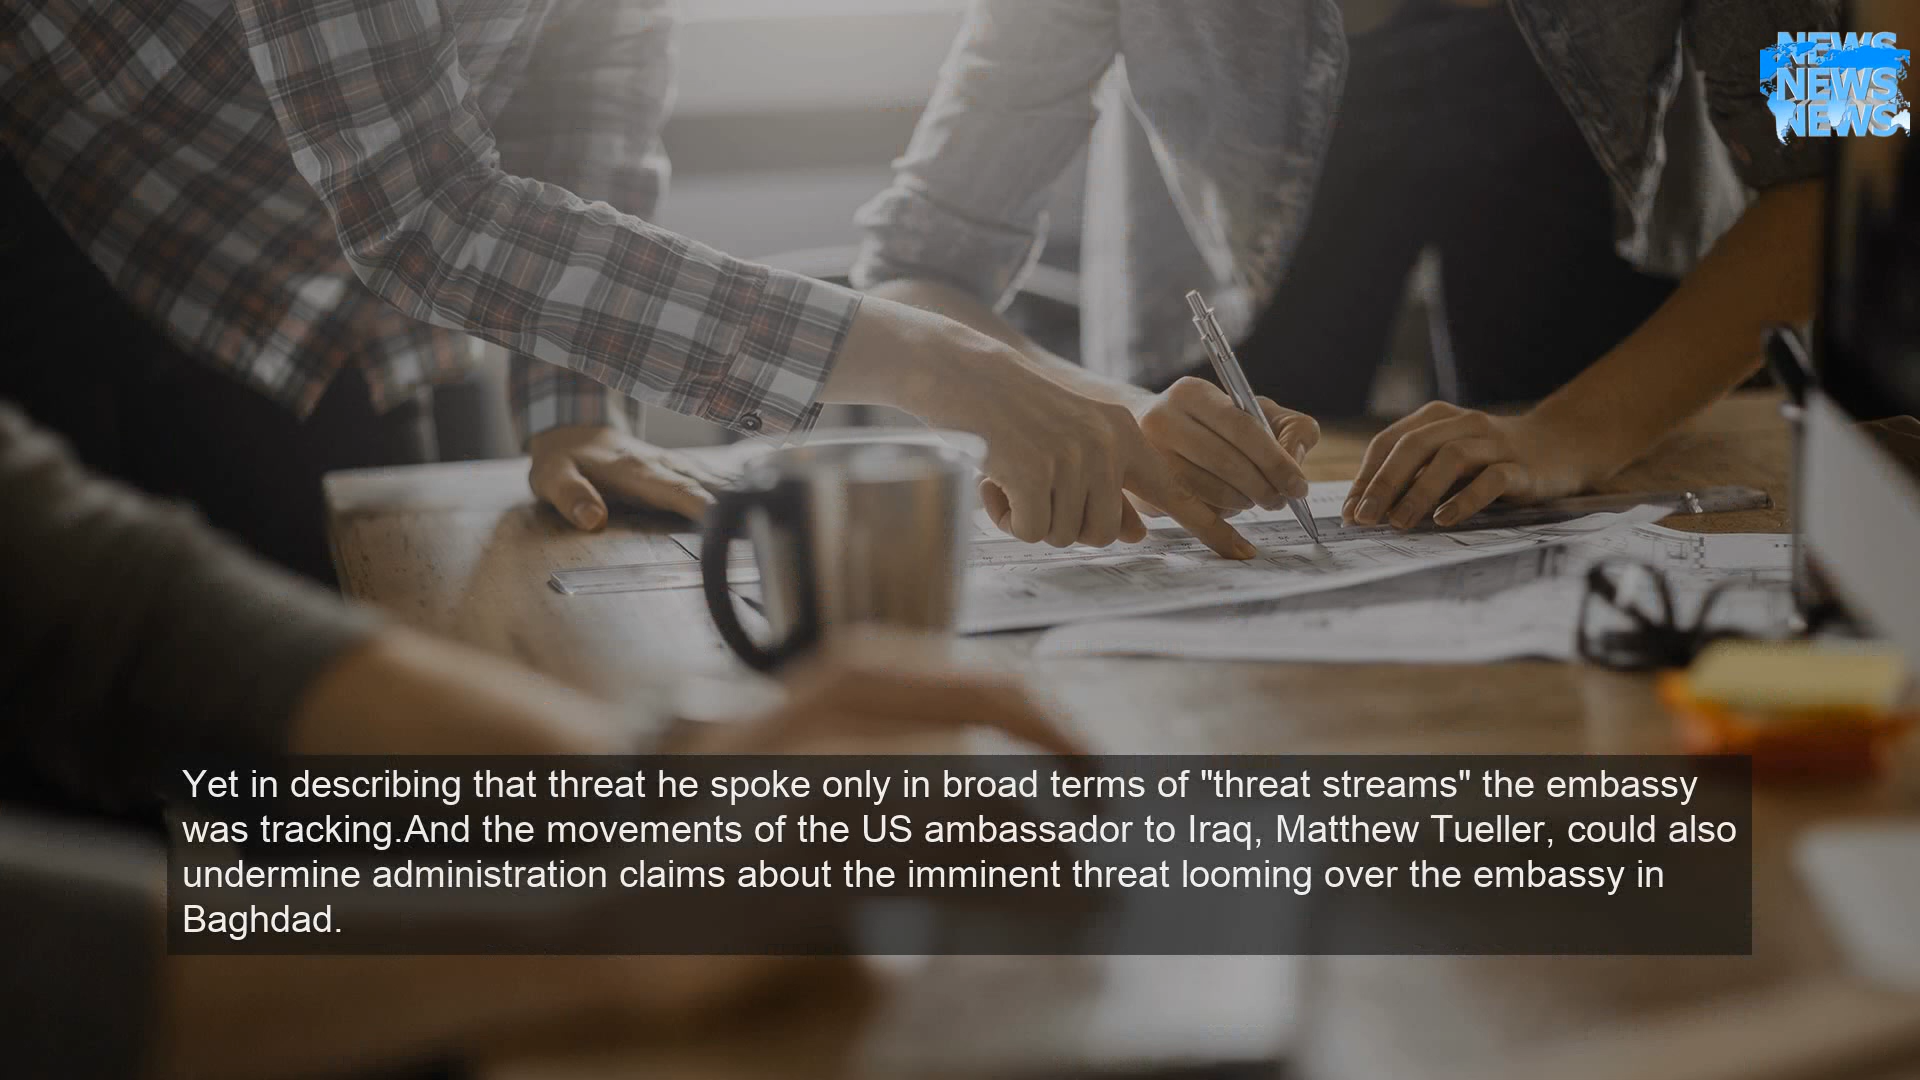 NEWS
NEWS
NEWS
Yet in describing that threat he spoke only in broad terms of "threat streams" the embassy
was tracking.And the movements of the US ambassador to Iraq, Matthew Tueller, could also
undermine administration claims about the imminent threat looming over the embassy in
Baghdad.